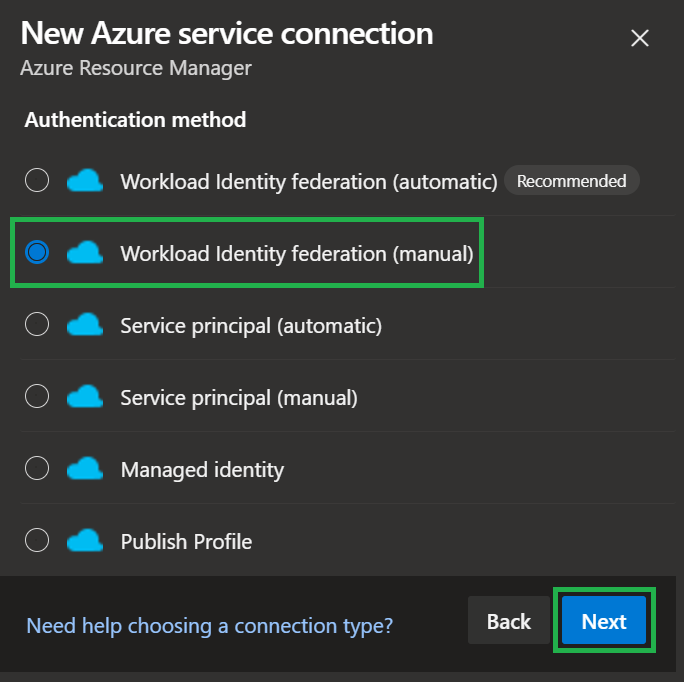 New Azure service connection
Azure Resource Manager
Authentication method
Workload Identity federation (automatic) Recommended
Workload Identity federation (manual)
Service principal (automatic)
Service principal (manual)
Managed identity
Publish Profile
Need help choosing a connection type? Back Next